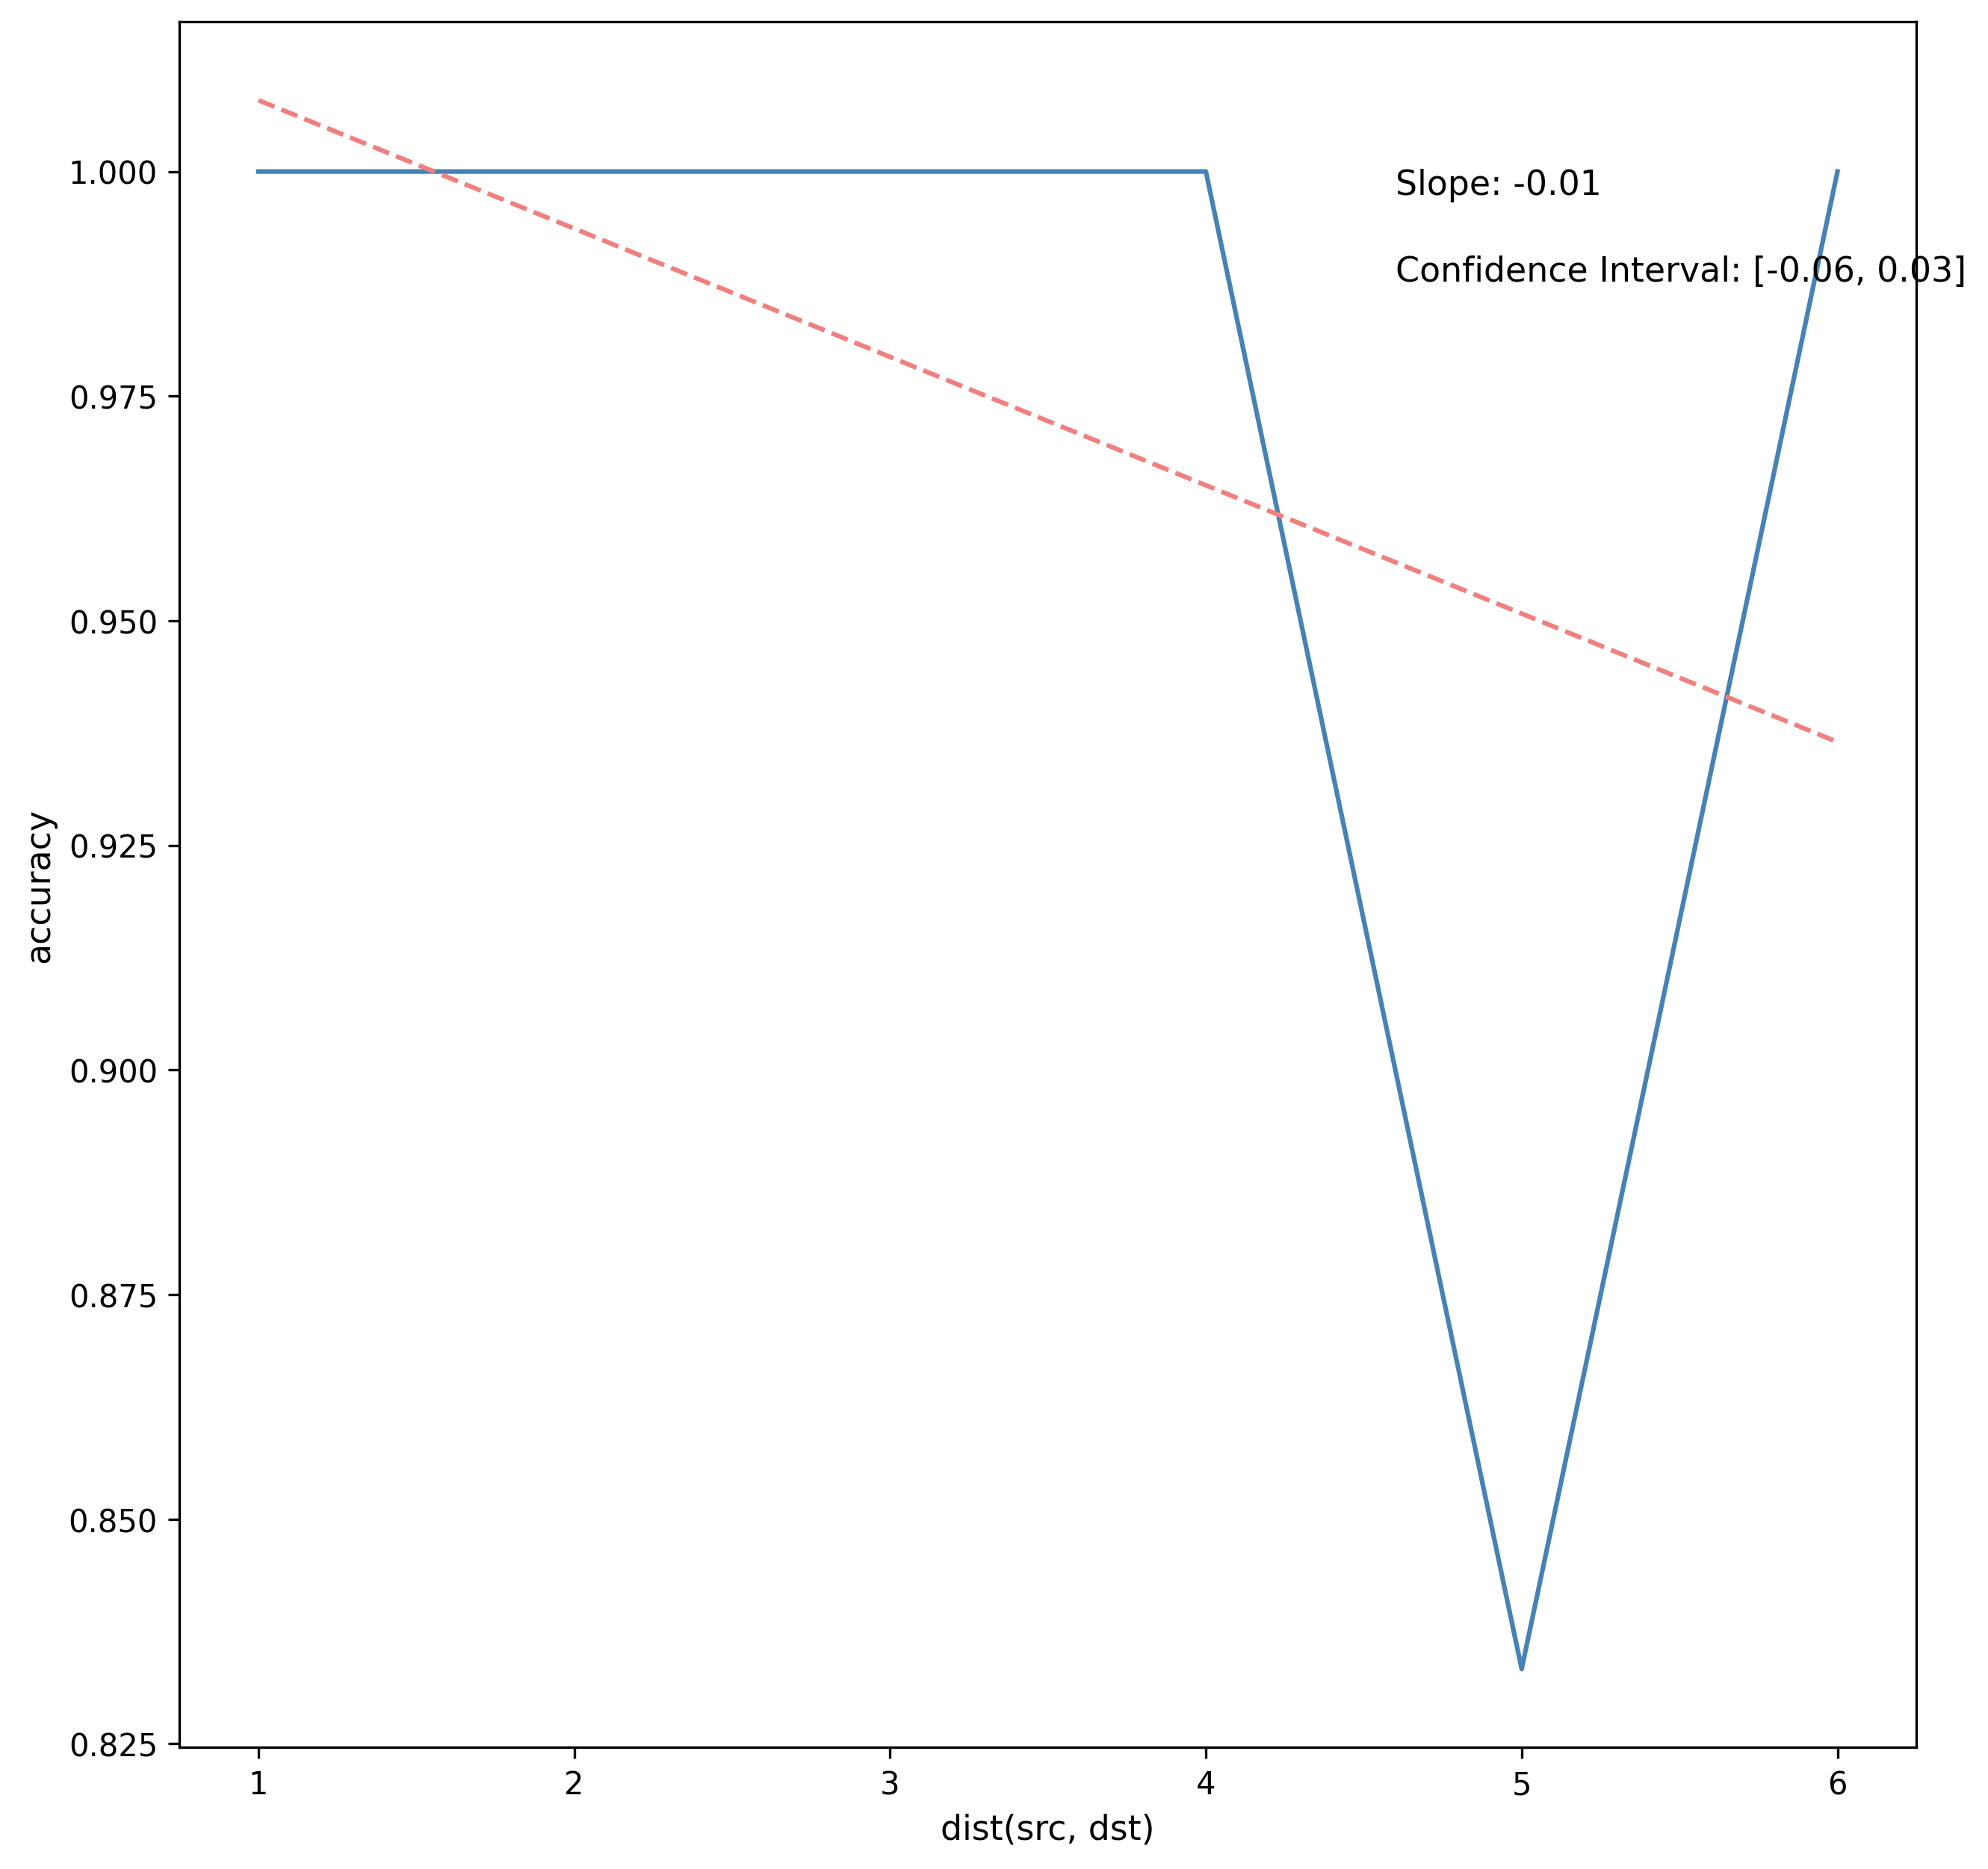 1.000
0.975
0.950
0.925
0.900
0.875
0.850
0.825
accuracy
Slope: -0.01
Confidence Interval: [-0.06, 0.03]
1 2 3 4 5 6
dist(src, dst)